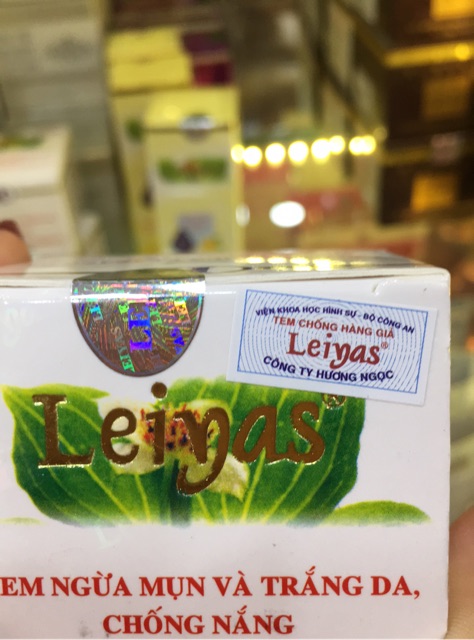 VIỆN KHOA HỌC HÌNH SỰ - BỘ CÔNG AN
TEM CHỐNG HÀNG GIẢ
Leiyas®
CÔNG TY HƯƠNG NGỌC
Leiyas®
EM NGỪA MỤN VÀ TRẮNG DA,
CHỐNG NẮNG